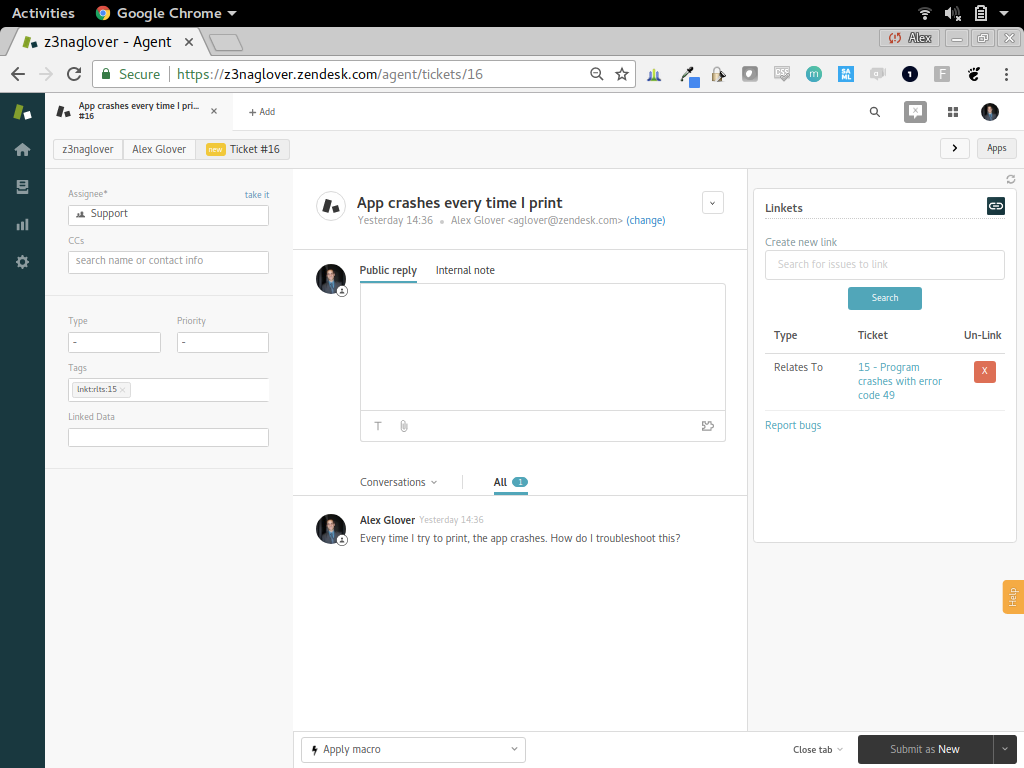 Activities
Google Chrome
z3naglover - Agent
Alex
Secure
https://z3naglover.zendesk.com/agent/tickets/16
App crashes every time I pri...
#16
+ Add
z3naglover
Alex Glover
new Ticket #16
Apps
Assignee*
take it
Support
CCs
search name or contact info
Type
Priority
-
-
Tags
lnkt:rlts:15
Linked Data
App crashes every time I print
Yesterday 14:36 Alex Glover <aglover@zendesk.com> (change)
Public reply
Internal note
T
Conversations
All 1
Alex Glover Yesterday 14:36
Every time I try to print, the app crashes. How do I troubleshoot this?
Linkets
Create new link
Search for issues to link
Search
Type
Ticket
Un-Link
Relates To
15 - Program
crashes with error
code 49
X
Report bugs
Help
Apply macro
Close tab
Submit as New